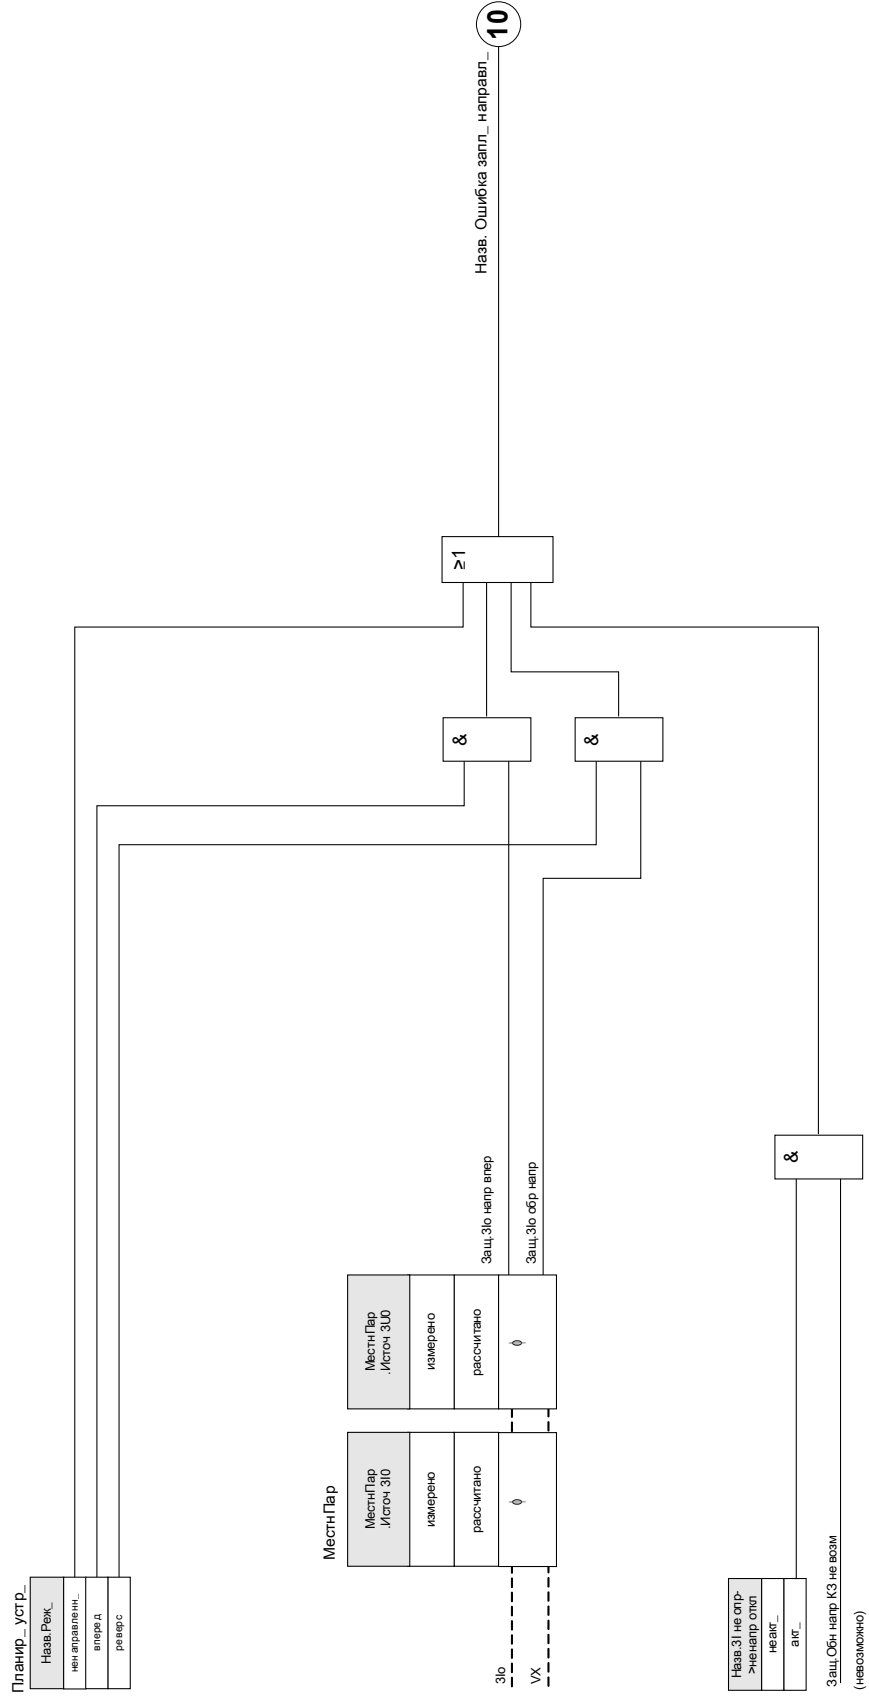 Планир_ устр_
Назв.Реж_
ненаправленн_
вперед
реверс
МестнПар
МестнПар
.Источ 3I0
измерено
рассчитано
φ
МестнПар
.Источ 3U0
измерено
рассчитано
φ
3Io
VX
Защ.3Io напр впер
Защ.3Io обр напр
Назв.3I не опр-
>ненапр откл
неакт_
акт_
Защ.Обн напр КЗ не возм
(невозможно)
&
&
&
≥1
Назв. Ошибка запл_ направл_
10